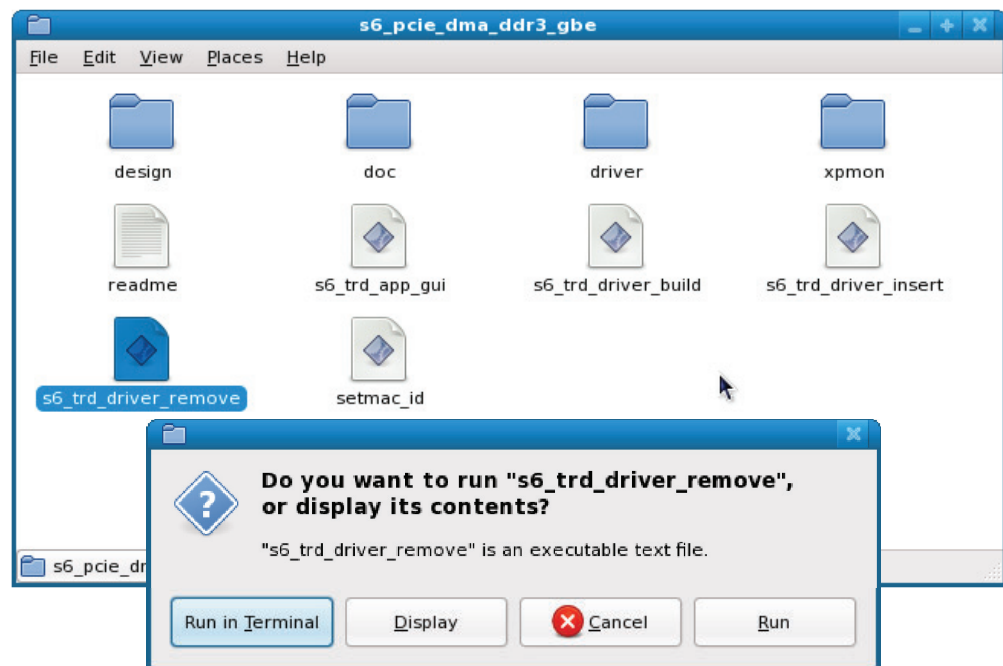 s6_pcie_dma_ddr3_gbe
File Edit View Places Help
design doc driver xpmon
readme s6_trd_app_gui s6_trd_driver_build s6_trd_driver_insert
s6_trd_driver_remove setmac_id
Do you want to run "s6_trd_driver_remove",
or display its contents?
"s6_trd_driver_remove" is an executable text file.
s6_pcie_dr
Run in Terminal Display Cancel Run